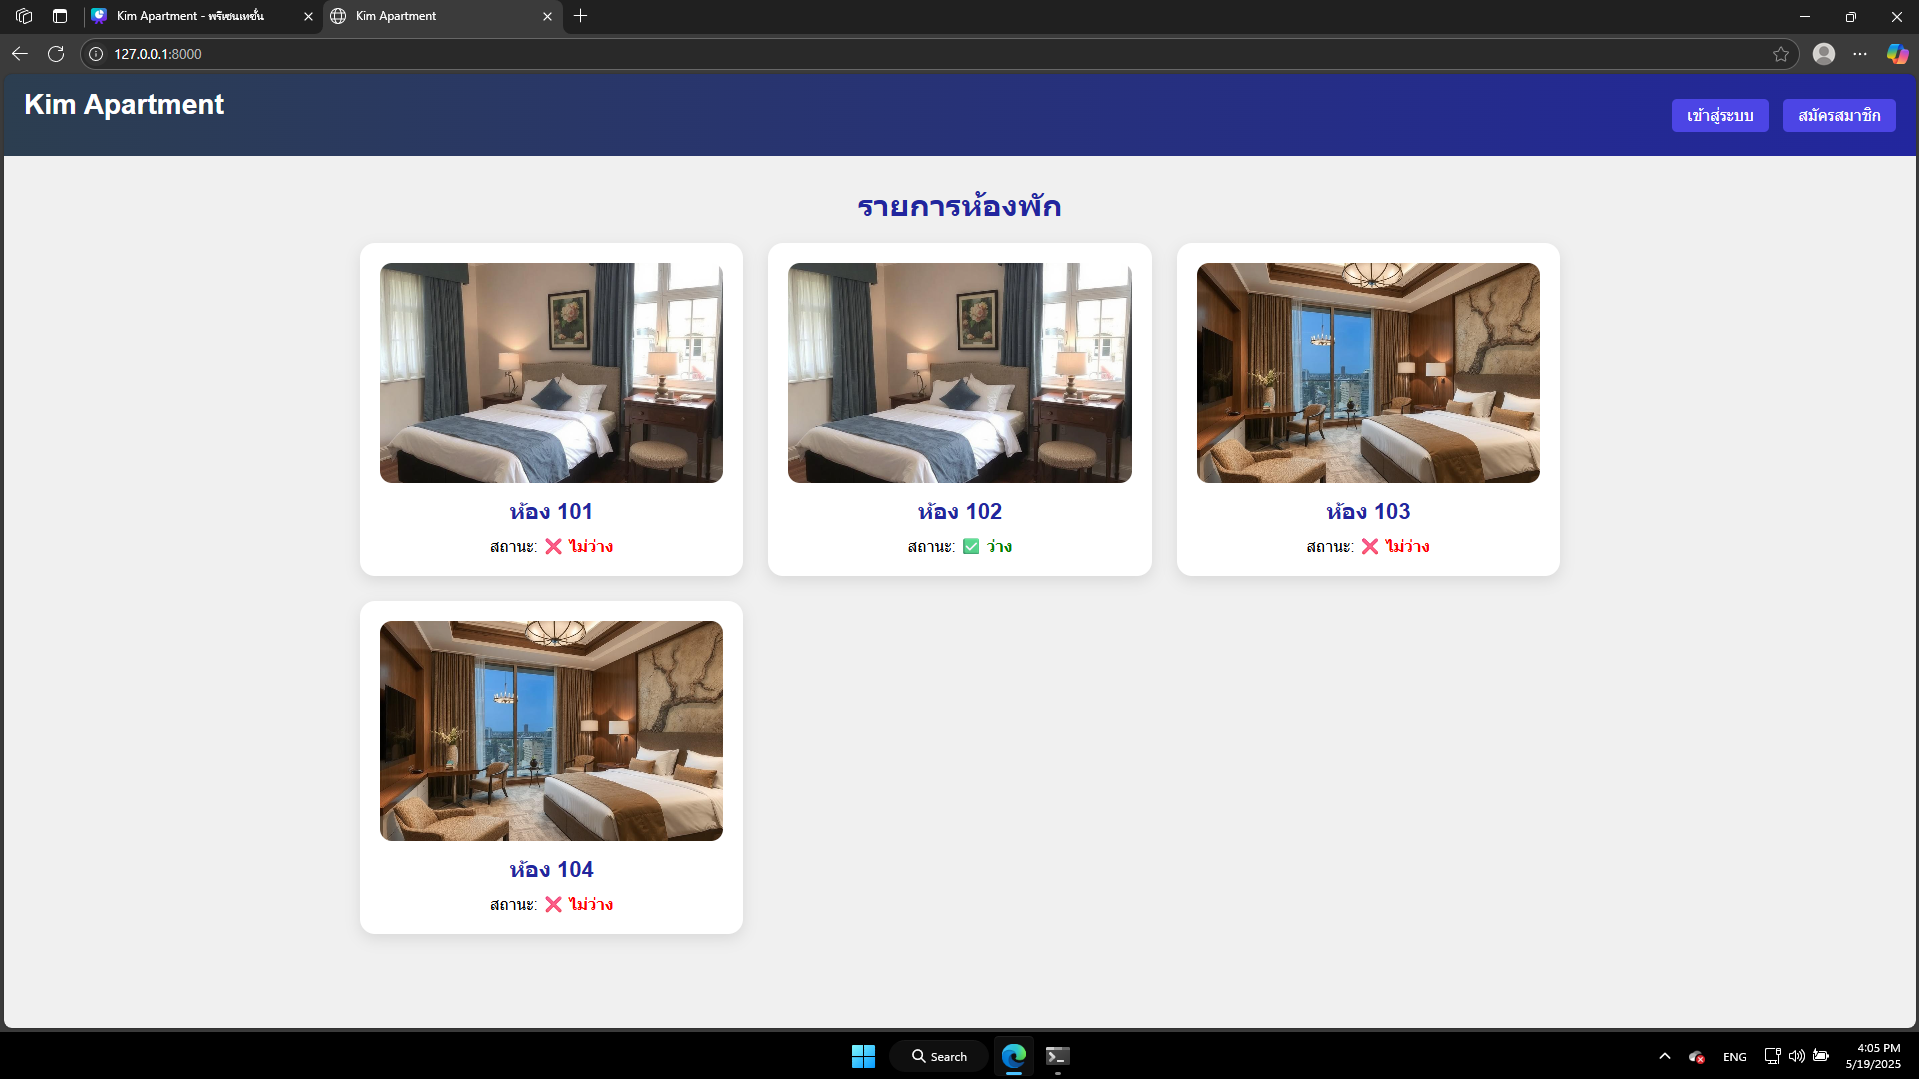 Kim Apartment - พรีเซนเทชั่น
Kim Apartment
127.0.0.1:8000
Kim Apartment
เข้าสู่ระบบ
สมัครสมาชิก
รายการห้องพัก
ห้อง 101
สถานะ: ❌ ไม่ว่าง
ห้อง 102
สถานะ: ✅ ว่าง
ห้อง 103
สถานะ: ❌ ไม่ว่าง
ห้อง 104
สถานะ: ❌ ไม่ว่าง
Search
ENG
4:05 PM
5/19/2025